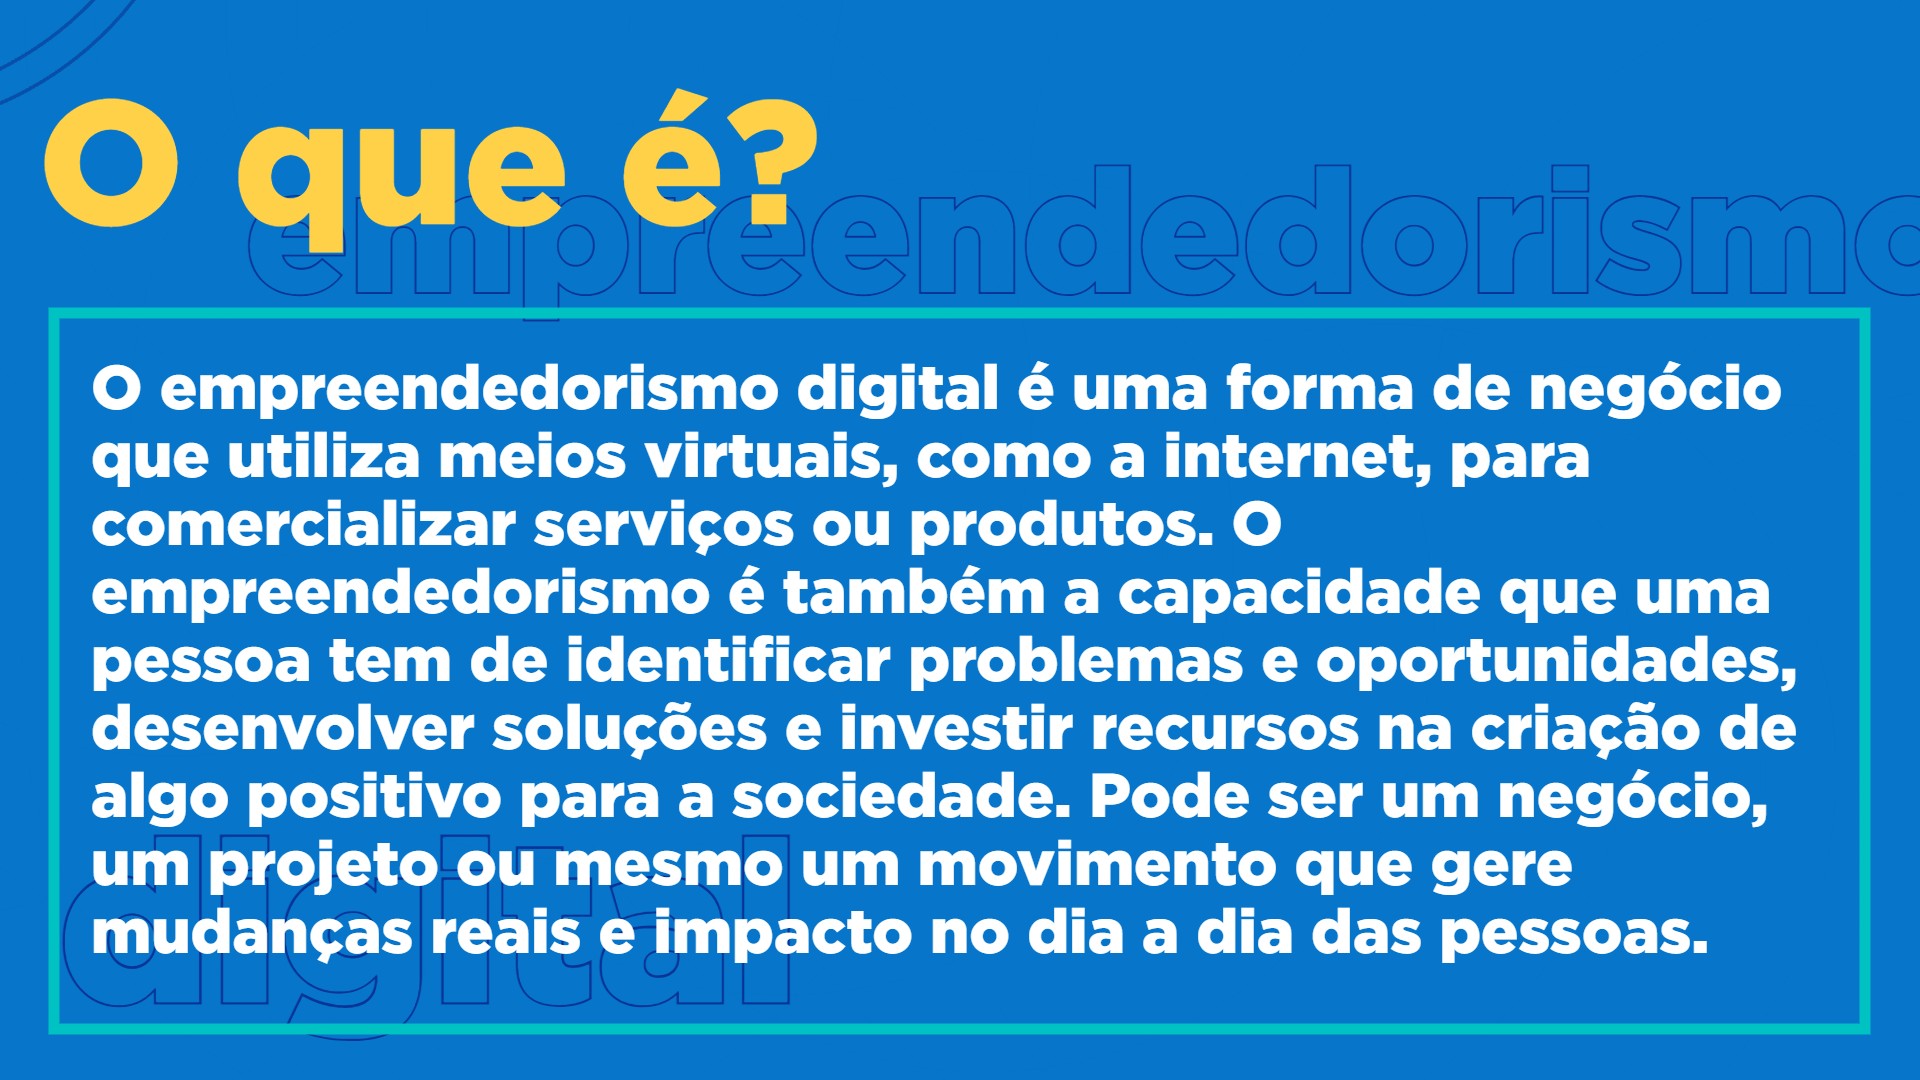 O que é?
empreendedorismo
O empreendedorismo digital é uma forma de negócio
que utiliza meios virtuais, como a internet, para
comercializar serviços ou produtos. O
empreendedorismo é também a capacidade que uma
pessoa tem de identificar problemas e oportunidades,
desenvolver soluções e investir recursos na criação de
algo positivo para a sociedade. Pode ser um negócio,
um projeto ou mesmo um movimento que gere
mudanças reais e impacto no dia a dia das pessoas.
digital